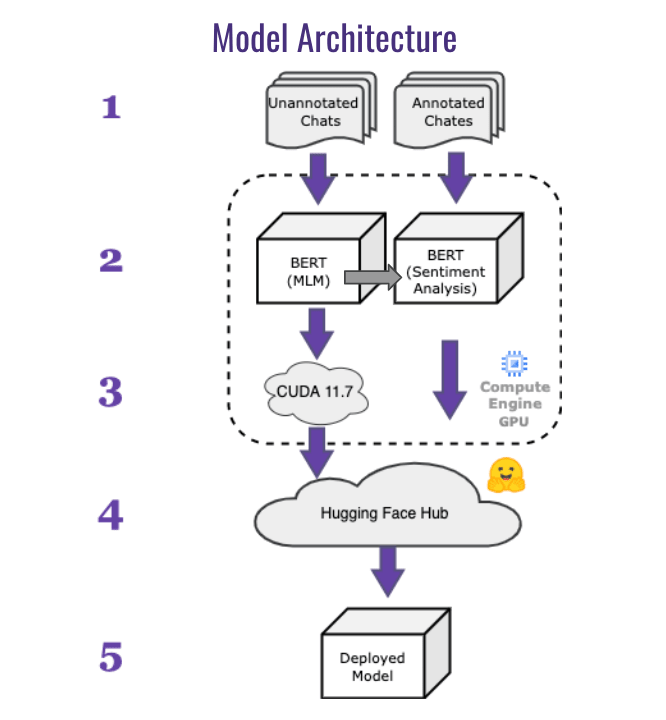 Model Architecture
1
Unannotated
Chats
Annotated
Chates
2
BERT
(MLM)
BERT
(Sentiment
Analysis)
3
CUDA 11.7
Compute
Engine
GPU
4
Hugging Face Hub
5
Deployed
Model